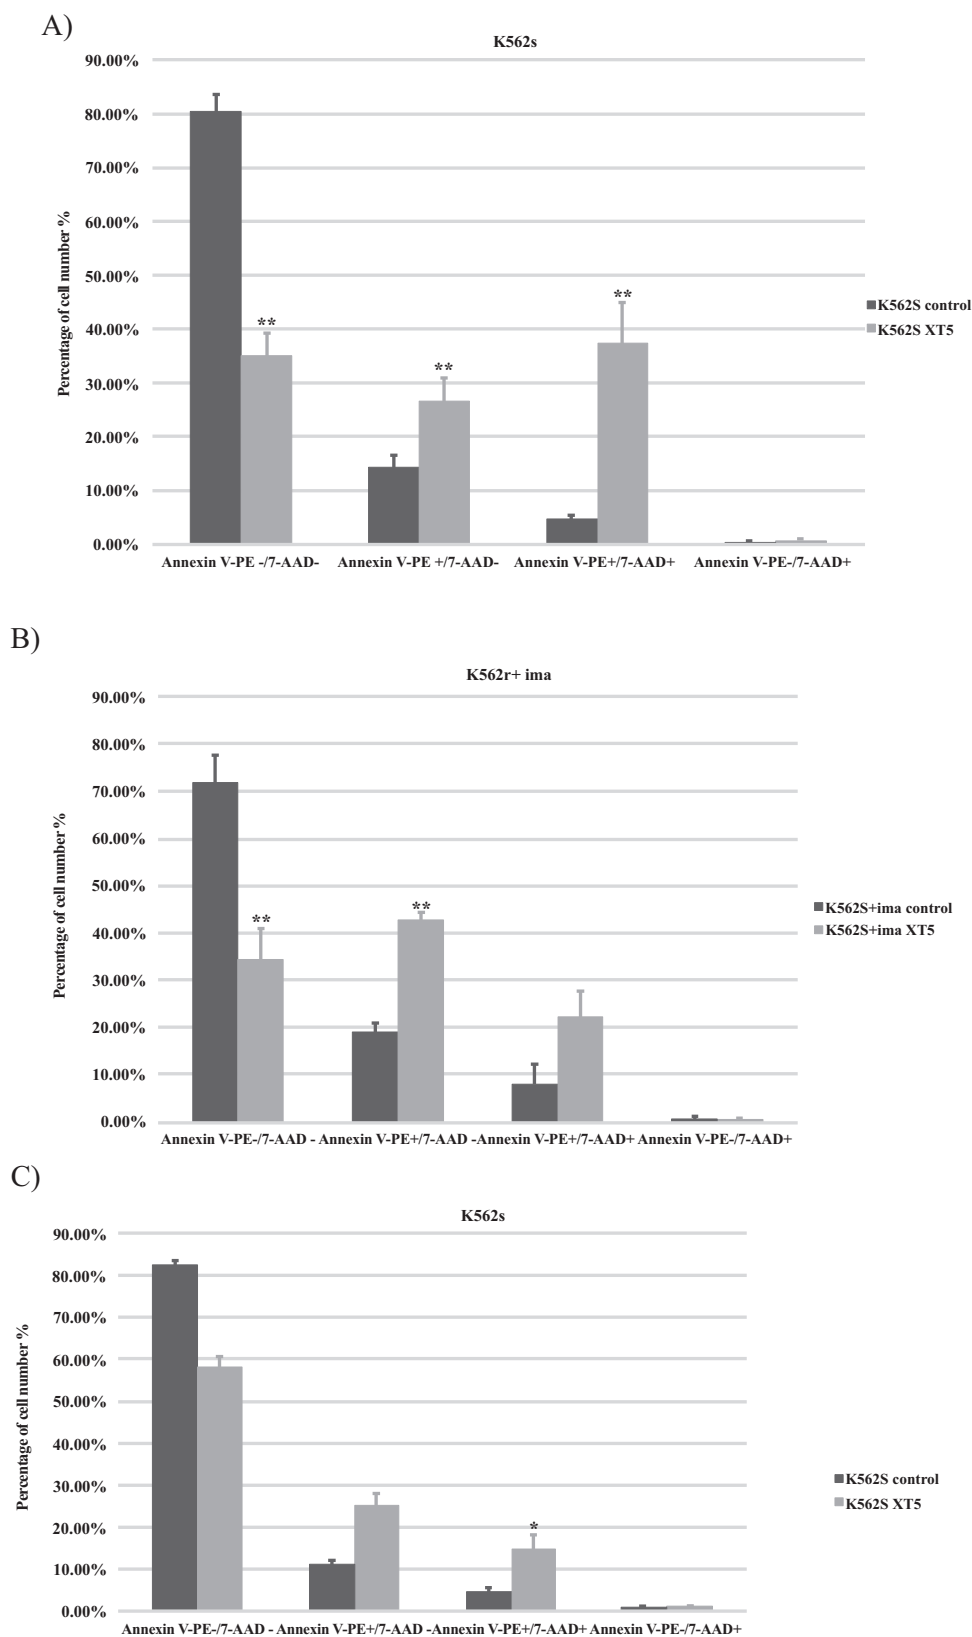 A)
K562s
90.00%
80.00%
70.00%
60.00%
50.00%
40.00%
30.00%
20.00%
10.00%
0.00%
Percentage of cell number %
**
**
**
Annexin V-PE -/7-AAD- Annexin V-PE +/7-AAD- Annexin V-PE+/7-AAD+ Annexin V-PE-/7-AAD+
K562S control
K562S XT5
B)
K562r+ ima
90.00%
80.00%
70.00%
60.00%
50.00%
40.00%
30.00%
20.00%
10.00%
0.00%
Percentage of cell number %
**
**
Annexin V-PE-/7-AAD - Annexin V-PE+/7-AAD -Annexin V-PE+/7-AAD+ Annexin V-PE-/7-AAD+
K562S+ima control
K562S+ima XT5
C)
K562s
90.00%
80.00%
70.00%
60.00%
50.00%
40.00%
30.00%
20.00%
10.00%
0.00%
Percentage of cell number %
*
Annexin V-PE-/7-AAD - Annexin V-PE+/7-AAD -Annexin V-PE+/7-AAD+ Annexin V-PE-/7-AAD+
K562S control
K562S XT5